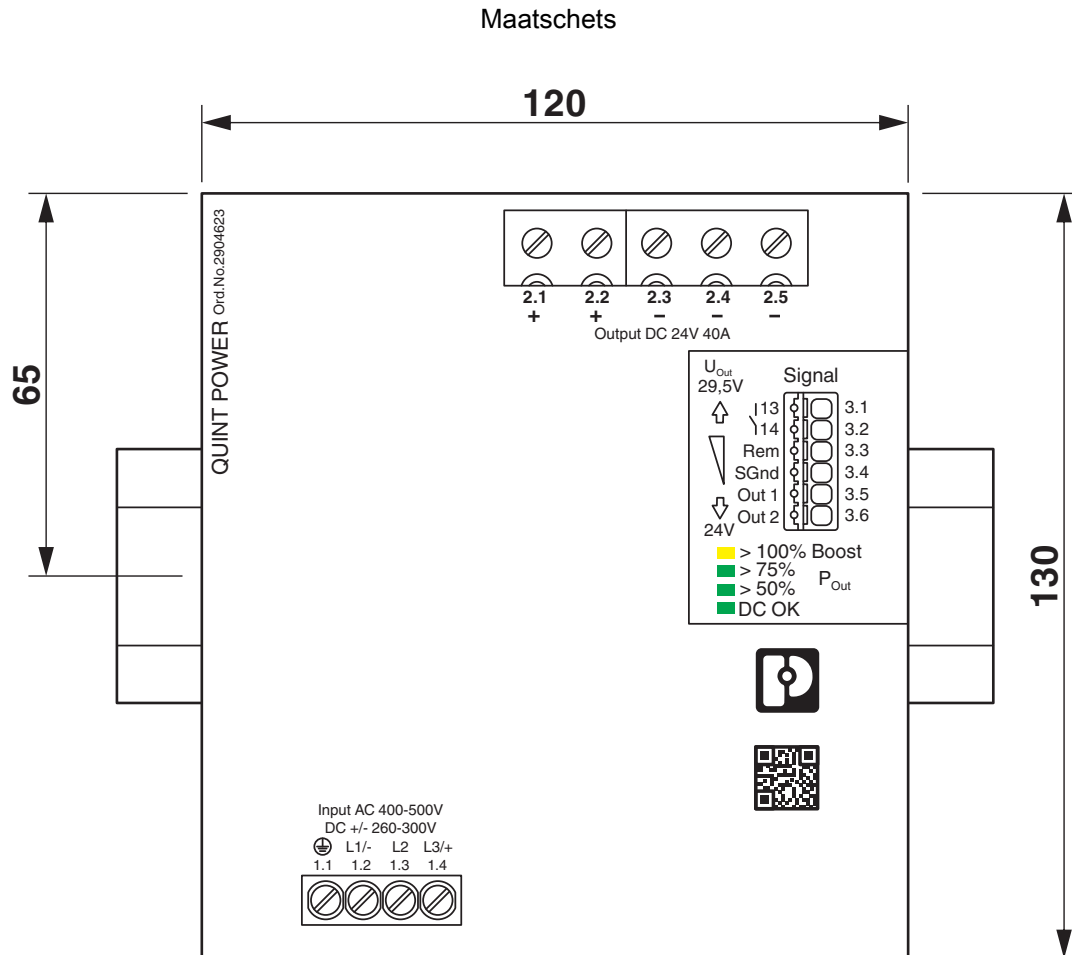 Maatschets
120
65
130
QUINT POWER Ord.No.2904623
2.1 2.2 2.3 2.4 2.5
+ + – – –
Output DC 24V 40A
UOut
29,5V
Signal
13 3.1
14 3.2
Rem 3.3
SGnd 3.4
Out 1 3.5
Out 2 3.6
24V
> 100% Boost
> 75%
> 50%
POut
DC OK
Input AC 400-500V
DC +/- 260-300V
L1/- L2 L3/+
1.1 1.2 1.3 1.4